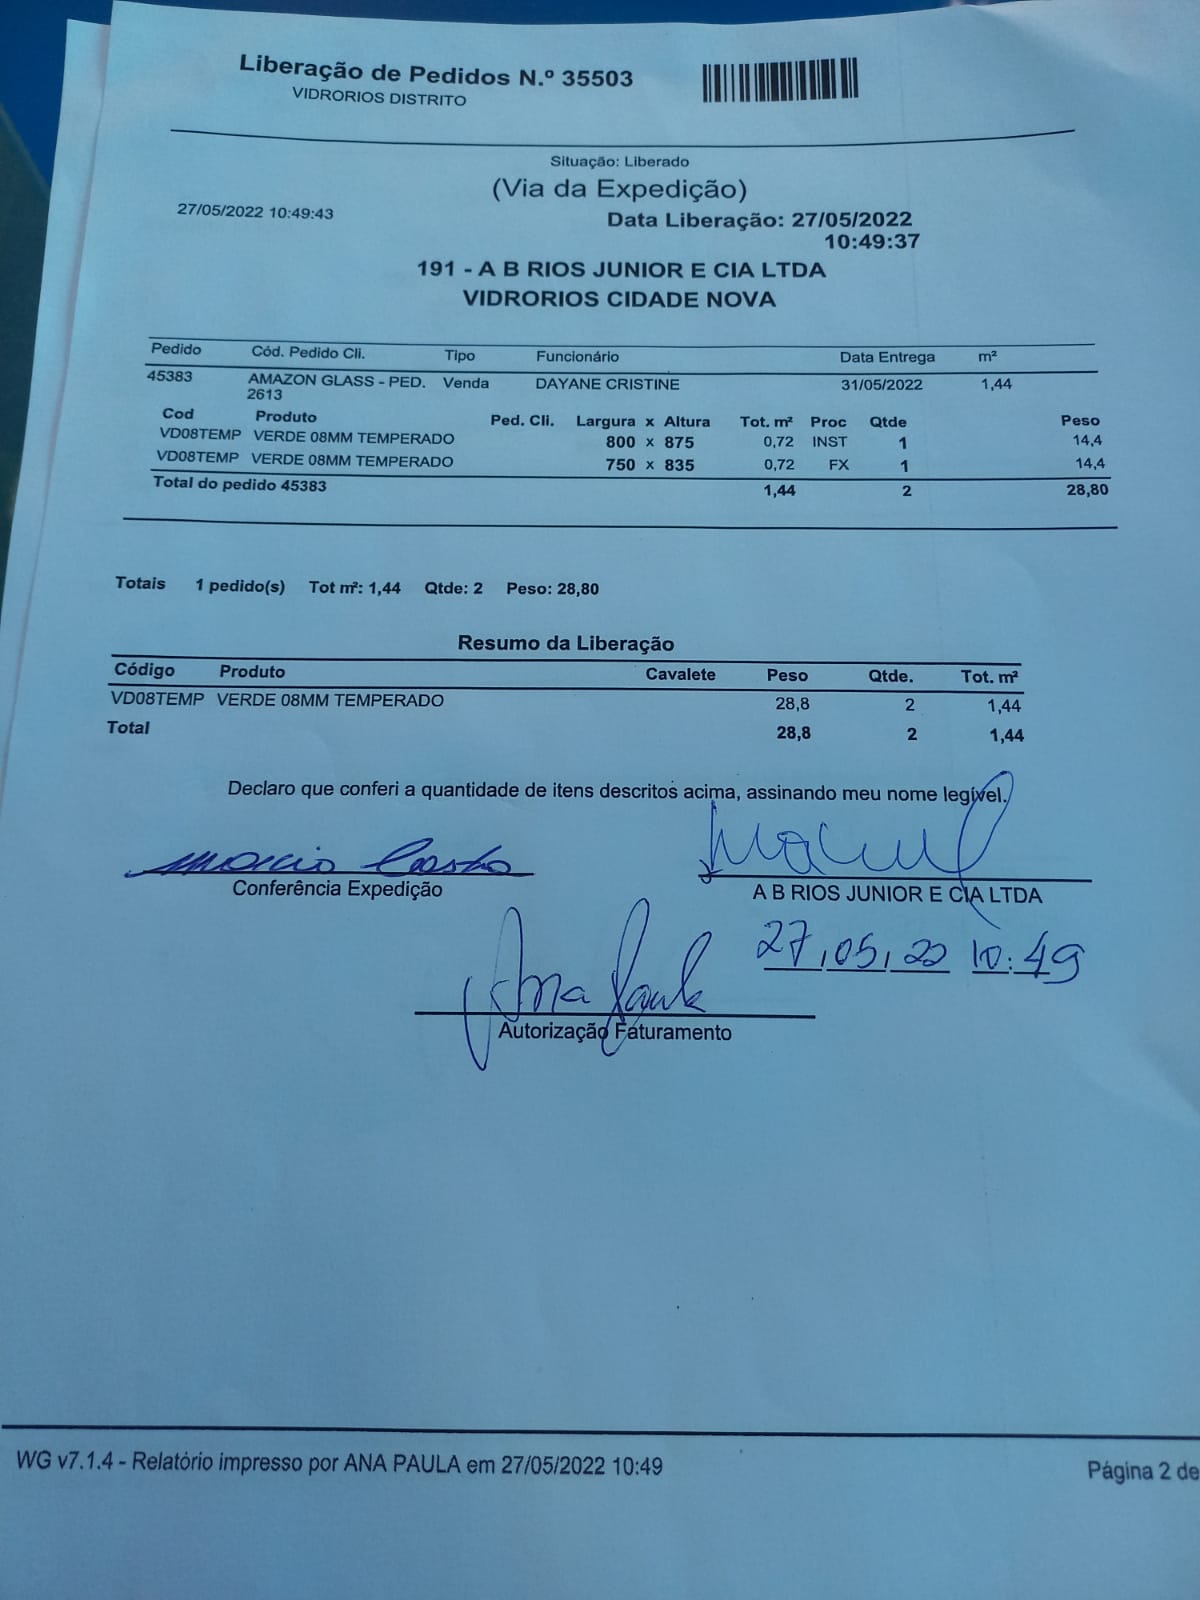 Liberação de Pedidos N.º 35503
VIDRORIOS DISTRITO
Situação: Liberado
(Via da Expedição)
27/05/2022 10:49:43
Data Liberação: 27/05/2022
10:49:37
191 - A B RIOS JUNIOR E CIA LTDA
VIDRORIOS CIDADE NOVA
Pedido Cód. Pedido Cli. Tipo Funcionário Data Entrega m²
45383 AMAZON GLASS - PED. Venda DAYANE CRISTINE 31/05/2022 1,44
2613
Cod Produto Ped. Cli. Largura x Altura Tot. m² Proc Qtde Peso
VD08TEMP VERDE 08MM TEMPERADO 800 x 875 0,72 INST 1 14,4
VD08TEMP VERDE 08MM TEMPERADO 750 x 835 0,72 FX 1 14,4
Total do pedido 45383 1,44 2 28,80
Totais 1 pedido(s) Tot m²: 1,44 Qtde: 2 Peso: 28,80
Resumo da Liberação
Código Produto Cavalete Peso Qtde. Tot. m²
VD08TEMP VERDE 08MM TEMPERADO 28,8 2 1,44
Total 28,8 2 1,44
Declaro que conferi a quantidade de itens descritos acima, assinando meu nome legível.
Marcio Costa
Conferência Expedição
A B RIOS JUNIOR E CIA LTDA
27,05,22 10:49
Ana Paula
Autorização Faturamento
WG v7.1.4 - Relatório impresso por ANA PAULA em 27/05/2022 10:49
Página 2 de